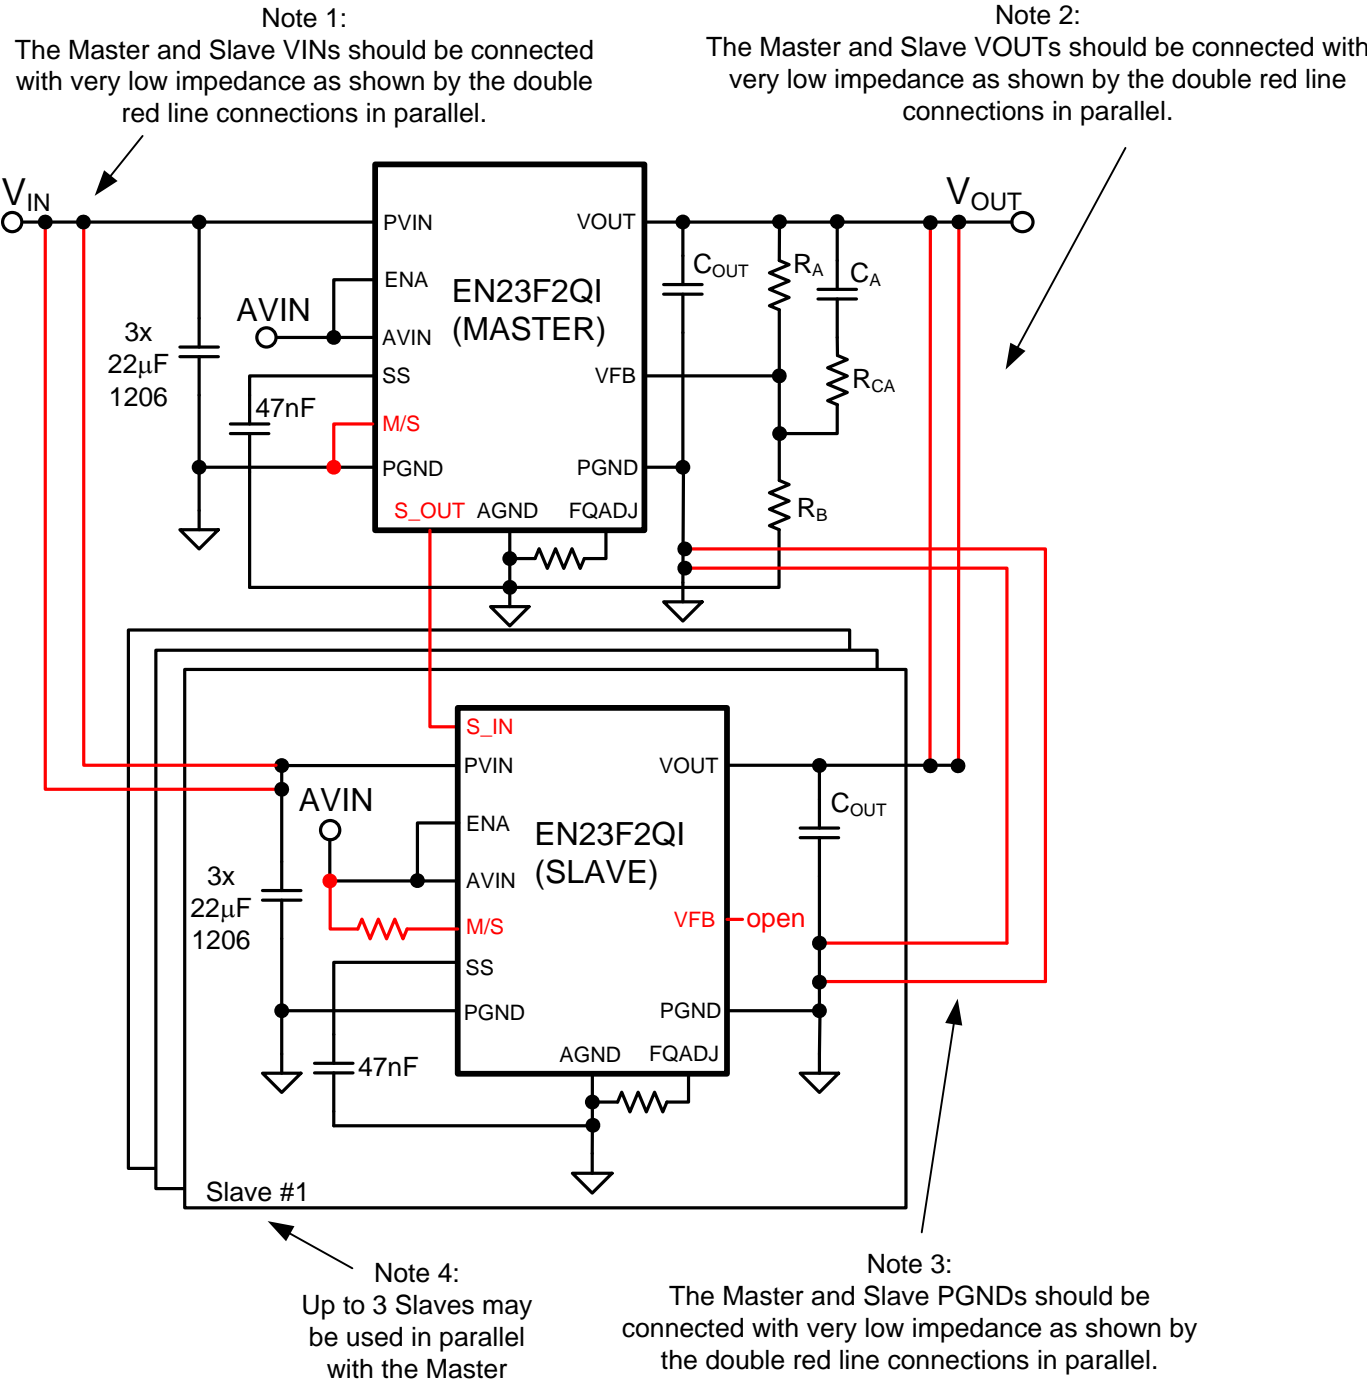 Note 1:
The Master and Slave VINs should be connected
with very low impedance as shown by the double
red line connections in parallel.
Note 2:
The Master and Slave VOUTs should be connected with
very low impedance as shown by the double red line
connections in parallel.
VIN
VOUT
PVIN
VOUT
ENA
AVIN
AVIN
EN23F2QI
(MASTER)
COUT
RA
CA
3x
22μF
1206
SS
VFB
RCA
47nF
M/S
PGND
PGND
S_OUT
AGND
FQADJ
RB
S_IN
PVIN
VOUT
AVIN
ENA
EN23F2QI
(SLAVE)
COUT
AVIN
3x
22μF
1206
M/S
VFB
open
SS
PGND
PGND
AGND
FQADJ
47nF
Slave #1
Note 4:
Up to 3 Slaves may
be used in parallel
with the Master
Note 3:
The Master and Slave PGNDs should be
connected with very low impedance as shown by
the double red line connections in parallel.